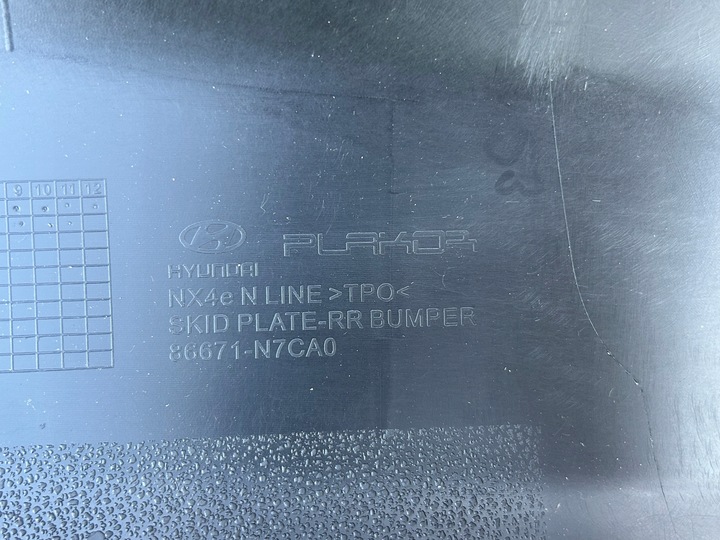 9 10 11 12
PLAKOR
HYUNDAI
NX4e N LINE >TPO<
SKID PLATE-RR BUMPER
86671-N7CA0